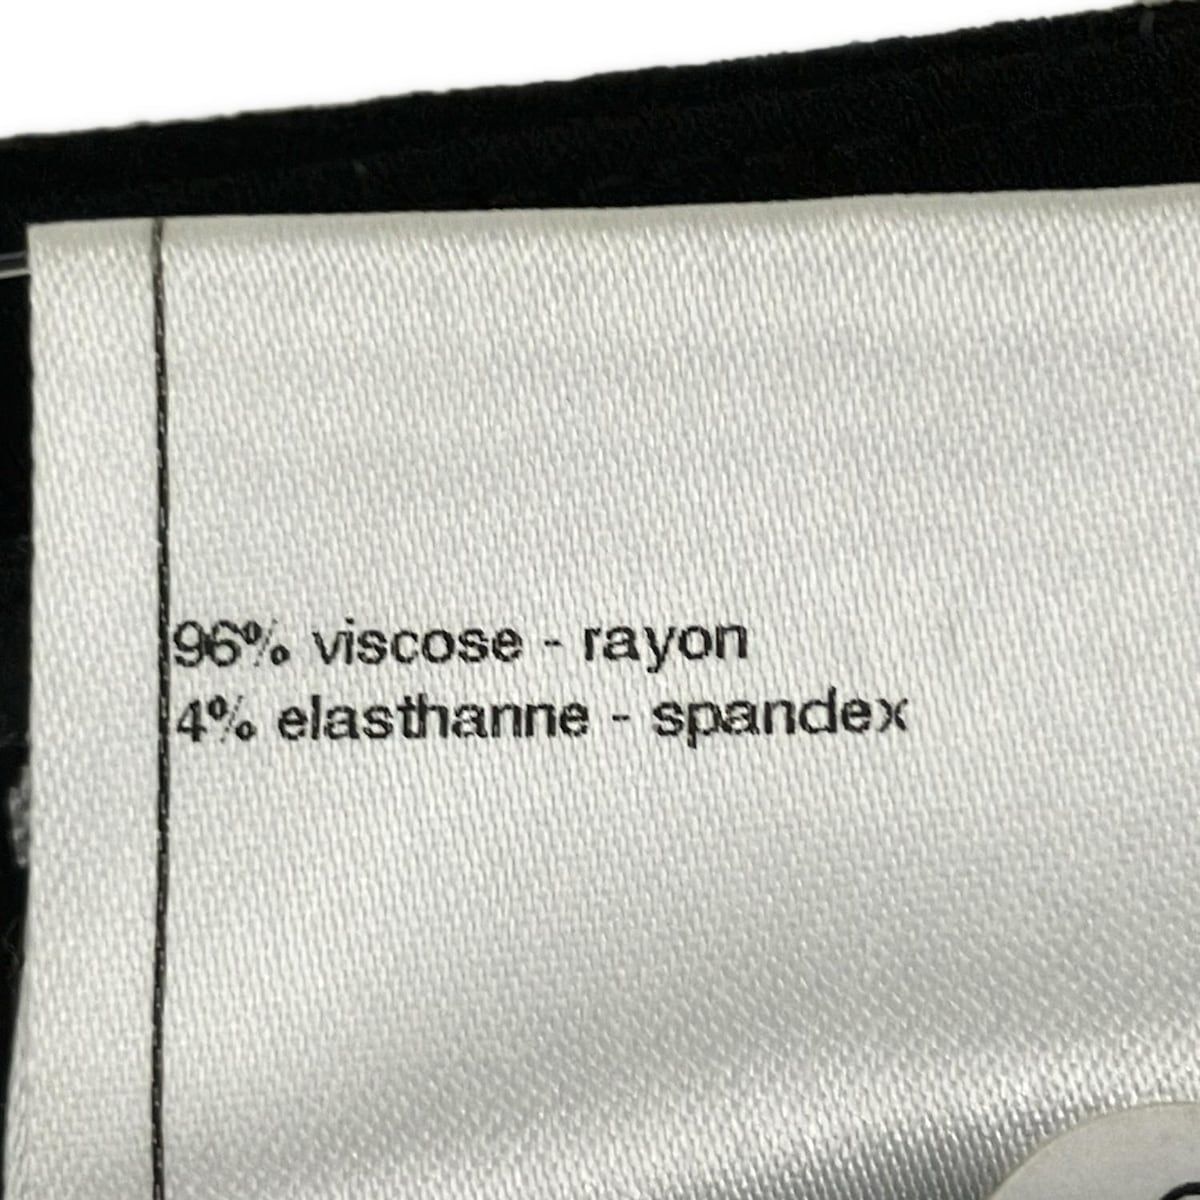 96% viscose - rayon
4% elasthanne - spandex